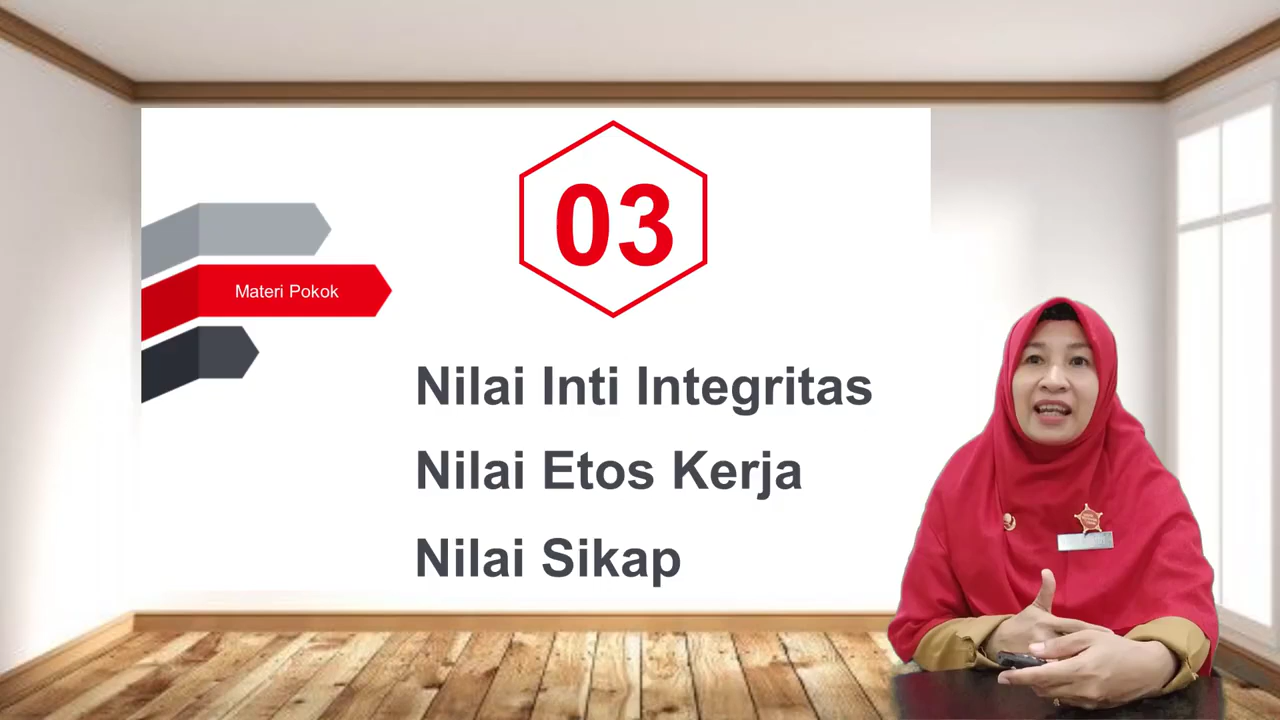 03
Materi Pokok
Nilai Inti Integritas
Nilai Etos Kerja
Nilai Sikap